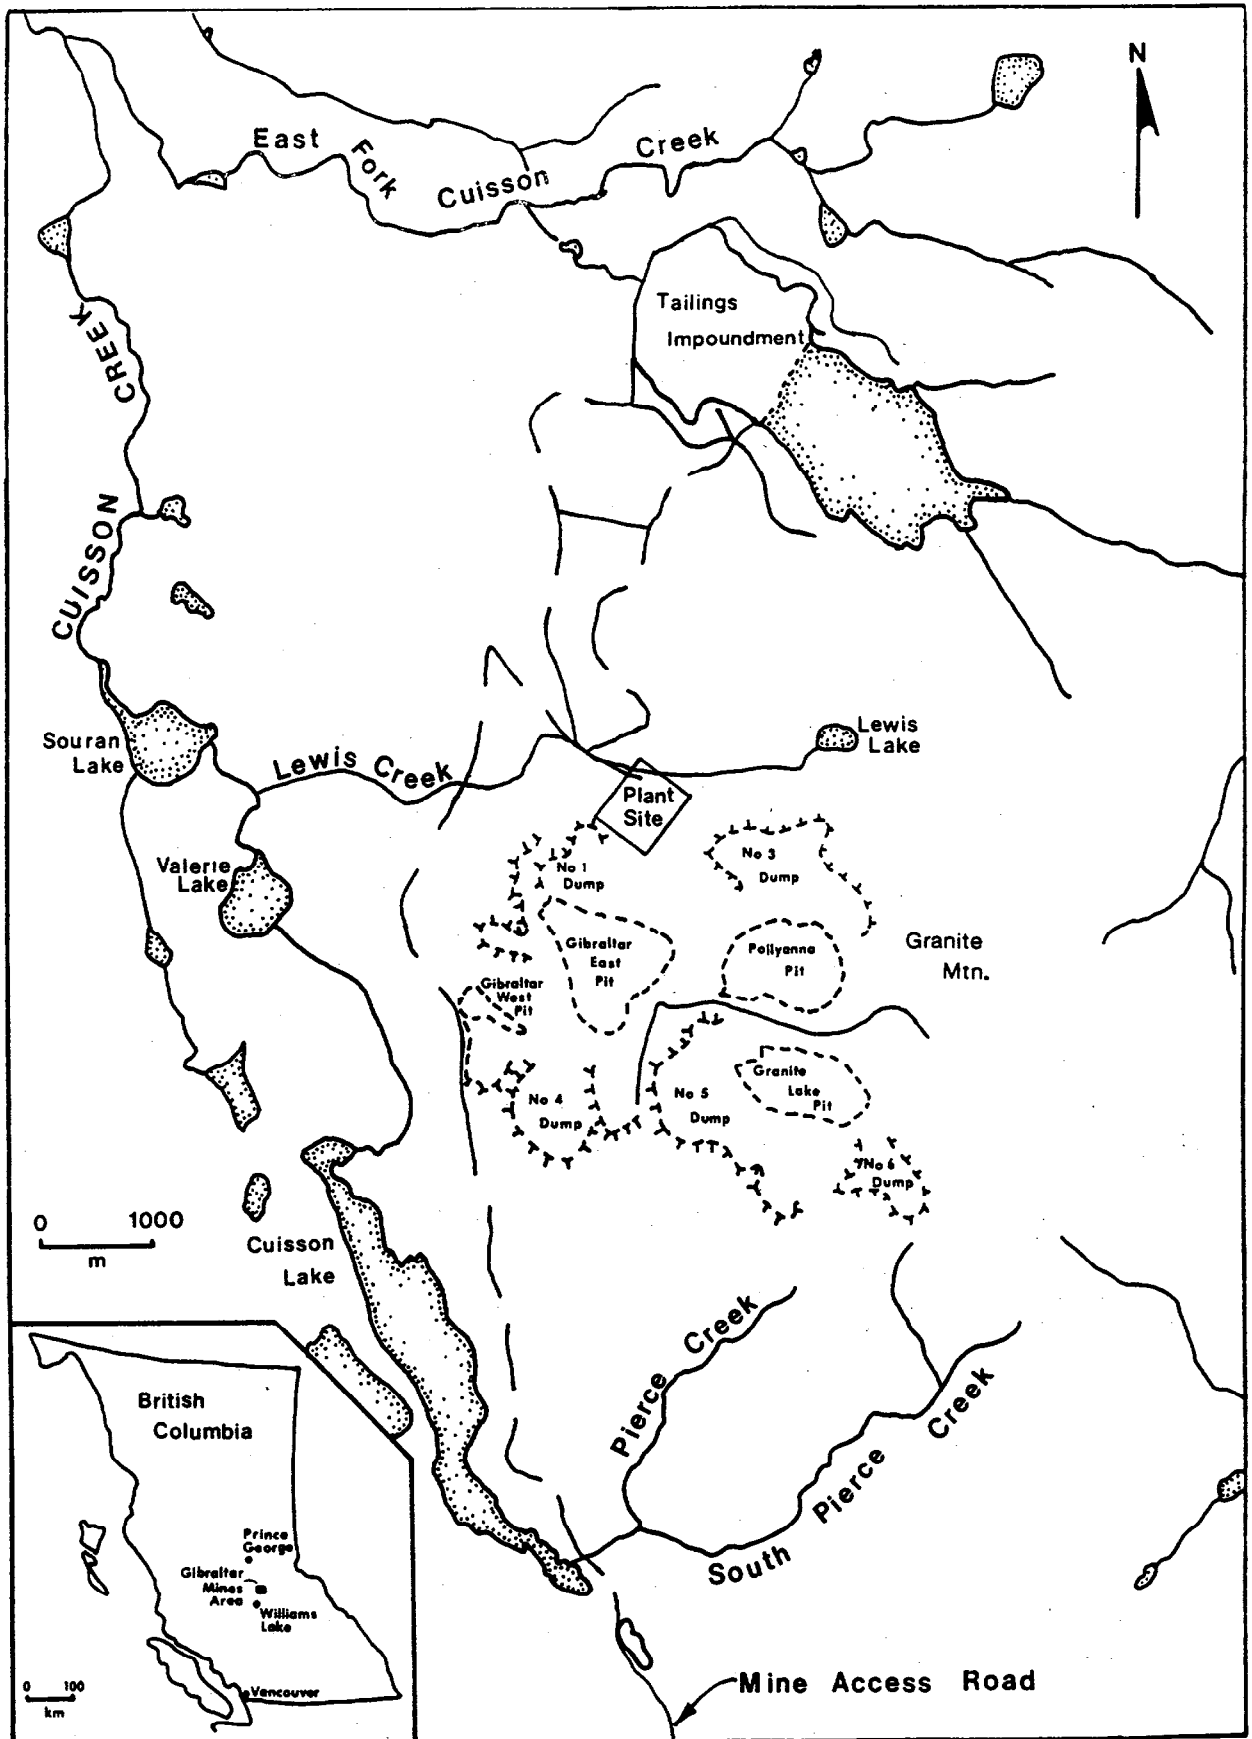 N
East
Fork
Cuisson
Creek
Tailings
Impoundment
CREEK
CUISSON
Souran
Lake
Lewis Creek
Lewis
Lake
Plant
Site
Valerie
Lake
No 1
Dump
No 3
Dump
Gibraltar
East
Pit
Pollyanna
Pit
Granite
Mtn.
Gibraltar
West
Pit
Granite
Lake
Pit
No 4
Dump
No 5
Dump
No 6
Dump
0 1000
m
Cuisson
Lake
Pierce Creek
South Pierce Creek
British
Columbia
Prince
George
Gibraltar
Mines
Area
Williams
Lake
Vancouver
0 100
km
Mine Access Road